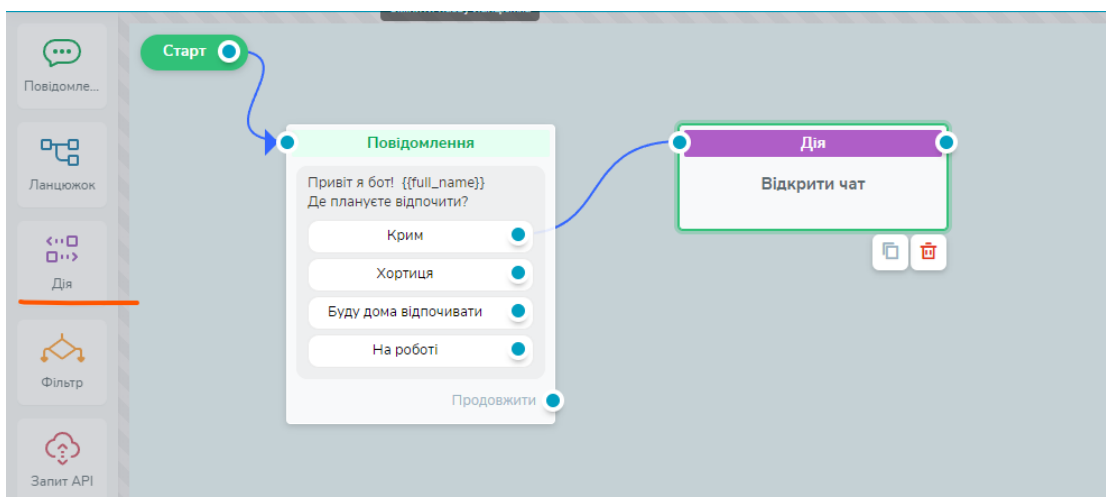 Повідомле...
Ланцюжок
Дія
Фільтр
Запит API
Старт
Повідомлення
Привіт я бот! {{full_name}}
Де плануєте відпочити?
Крим
Хортиця
Буду дома відпочивати
На роботі
Продовжити
Дія
Відкрити чат